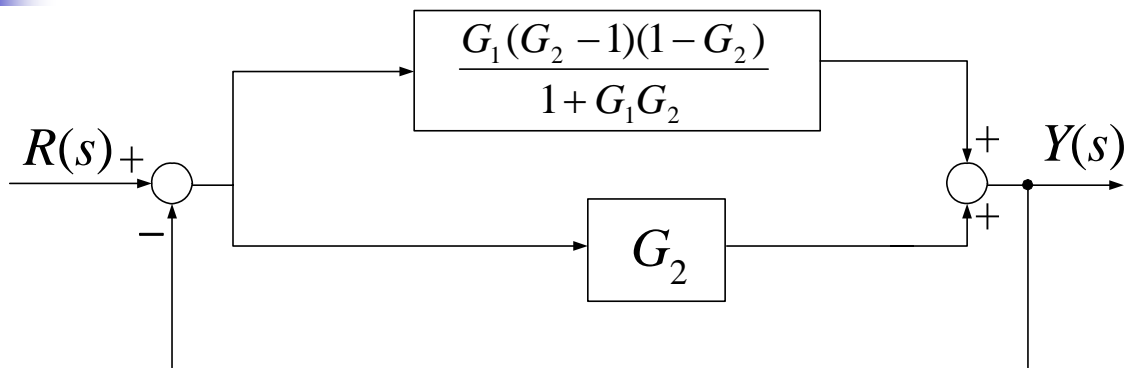 G₁(G₂ −1)(1−G₂)
1+G₁G₂
R(s) +
−
+
Y(s)
+
G₂